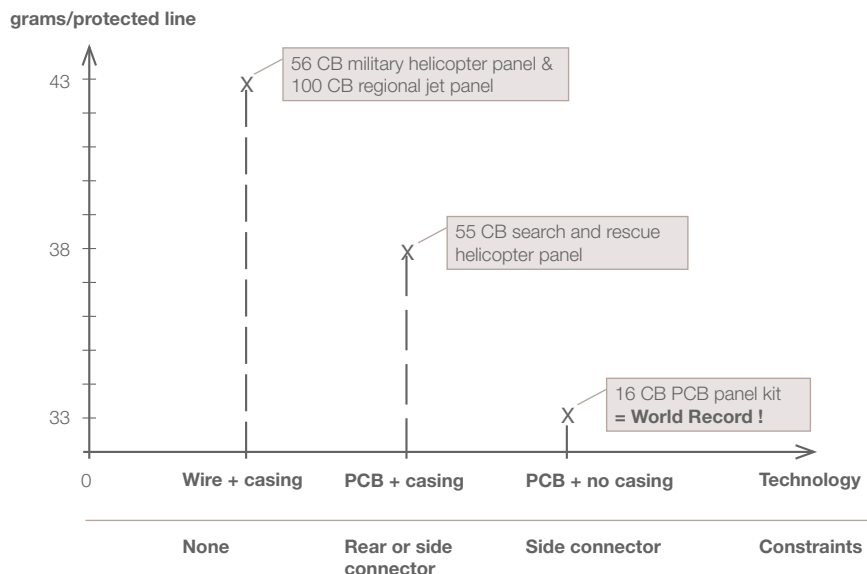 grams/protected line
43
56 CB military helicopter panel &
100 CB regional jet panel
X
38
55 CB search and rescue
helicopter panel
X
33
16 CB PCB panel kit
= World Record !
X
0
Wire + casing
PCB + casing
PCB + no casing
Technology
None
Rear or side
connector
Side connector
Constraints